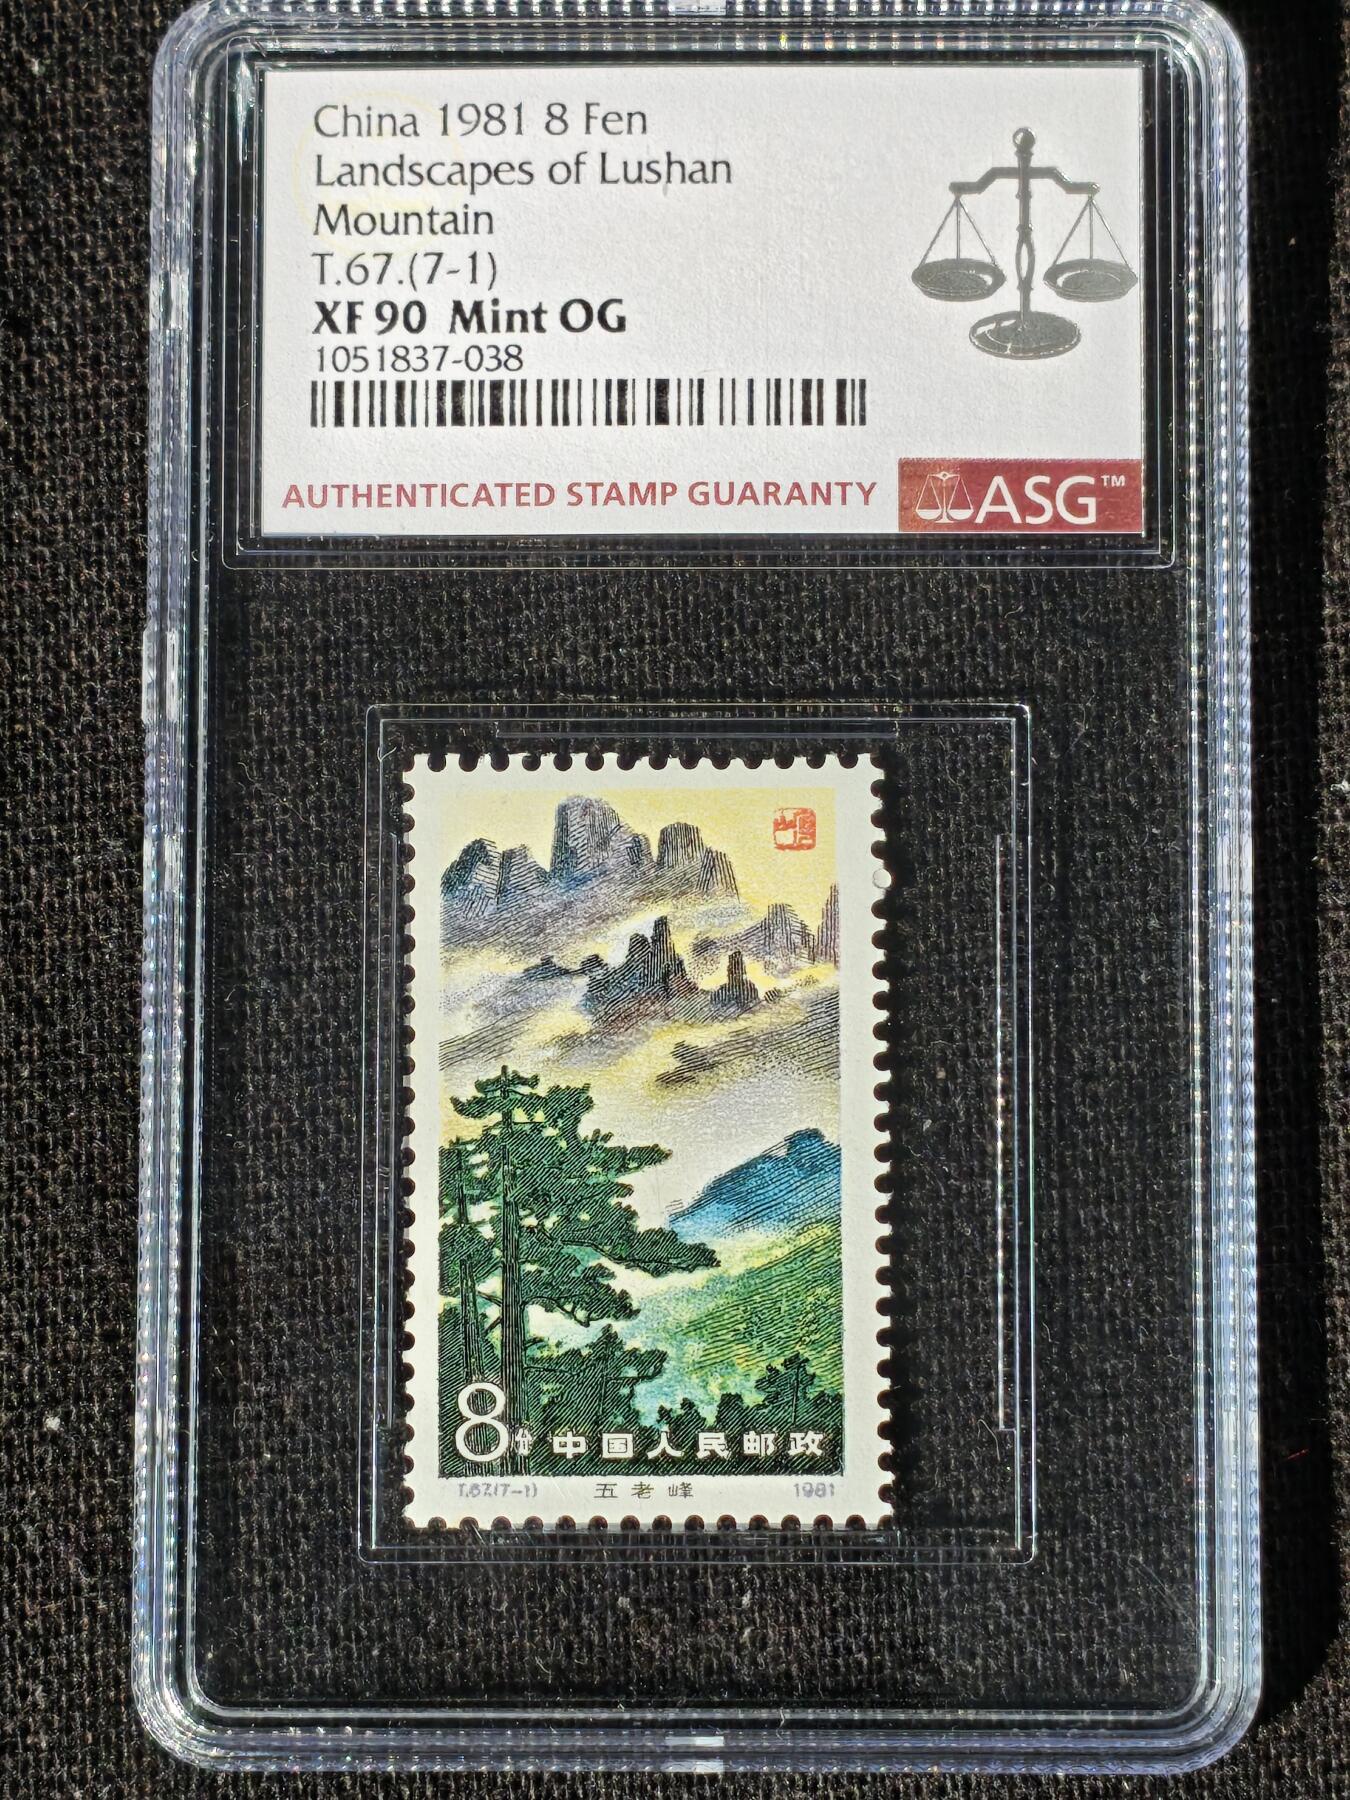 China 1981 8 Fen
Landscapes of Lushan
Mountain
T.67.(7-1)
XF 90 Mint OG
1051837-038
AUTHENTICATED STAMP GUARANTY
ASG™
8分 中国人民邮政
T.67.(7-1) 五老峰 1981